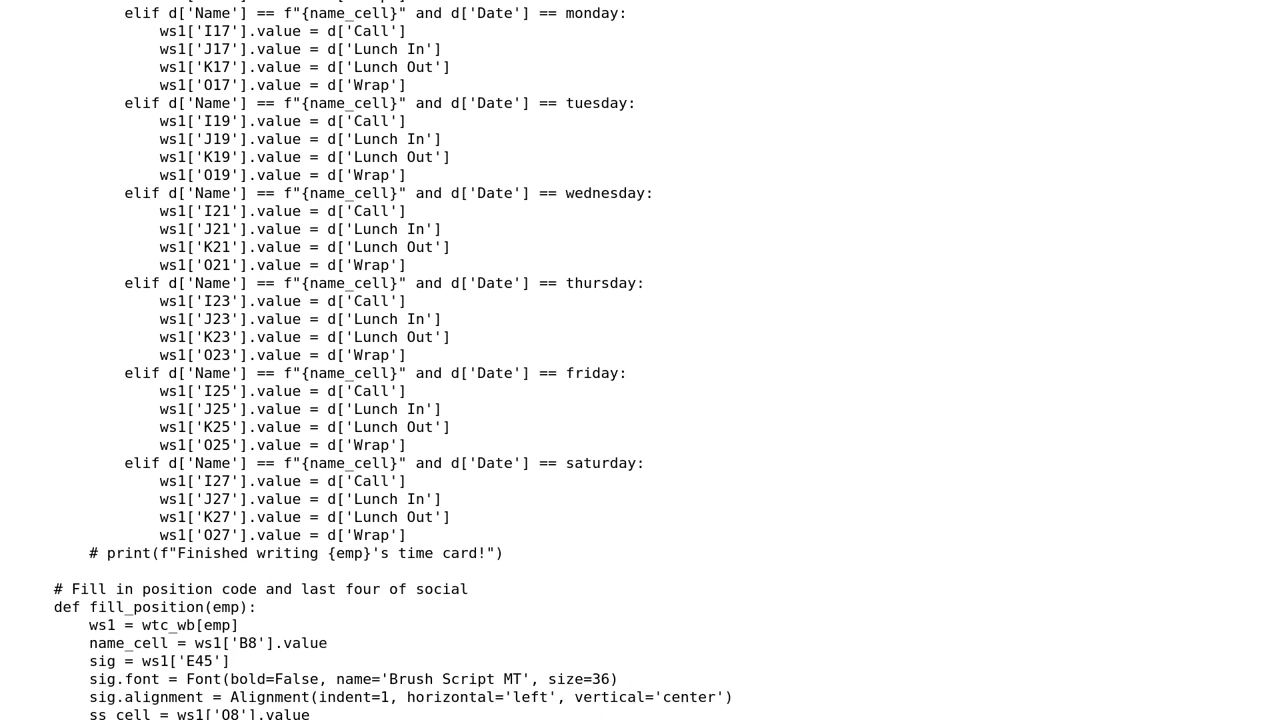 elif d['Name'] == f"{name_cell}" and d['Date'] == monday:
ws1['I17'].value = d['Call']
ws1['J17'].value = d['Lunch In']
ws1['K17'].value = d['Lunch Out']
ws1['O17'].value = d['Wrap']
elif d['Name'] == f"{name_cell}" and d['Date'] == tuesday:
ws1['I19'].value = d['Call']
ws1['J19'].value = d['Lunch In']
ws1['K19'].value = d['Lunch Out']
ws1['O19'].value = d['Wrap']
elif d['Name'] == f"{name_cell}" and d['Date'] == wednesday:
ws1['I21'].value = d['Call']
ws1['J21'].value = d['Lunch In']
ws1['K21'].value = d['Lunch Out']
ws1['O21'].value = d['Wrap']
elif d['Name'] == f"{name_cell}" and d['Date'] == thursday:
ws1['I23'].value = d['Call']
ws1['J23'].value = d['Lunch In']
ws1['K23'].value = d['Lunch Out']
ws1['O23'].value = d['Wrap']
elif d['Name'] == f"{name_cell}" and d['Date'] == friday:
ws1['I25'].value = d['Call']
ws1['J25'].value = d['Lunch In']
ws1['K25'].value = d['Lunch Out']
ws1['O25'].value = d['Wrap']
elif d['Name'] == f"{name_cell}" and d['Date'] == saturday:
ws1['I27'].value = d['Call']
ws1['J27'].value = d['Lunch In']
ws1['K27'].value = d['Lunch Out']
ws1['O27'].value = d['Wrap']
# print(f"Finished writing {emp}'s time card!")
# Fill in position code and last four of social
def fill_position(emp):
ws1 = wtc_wb[emp]
name_cell = ws1['B8'].value
sig = ws1['E45']
sig.font = Font(bold=False, name='Brush Script MT', size=36)
sig.alignment = Alignment(indent=1, horizontal='left', vertical='center')
ss_cell = ws1['O8'].value